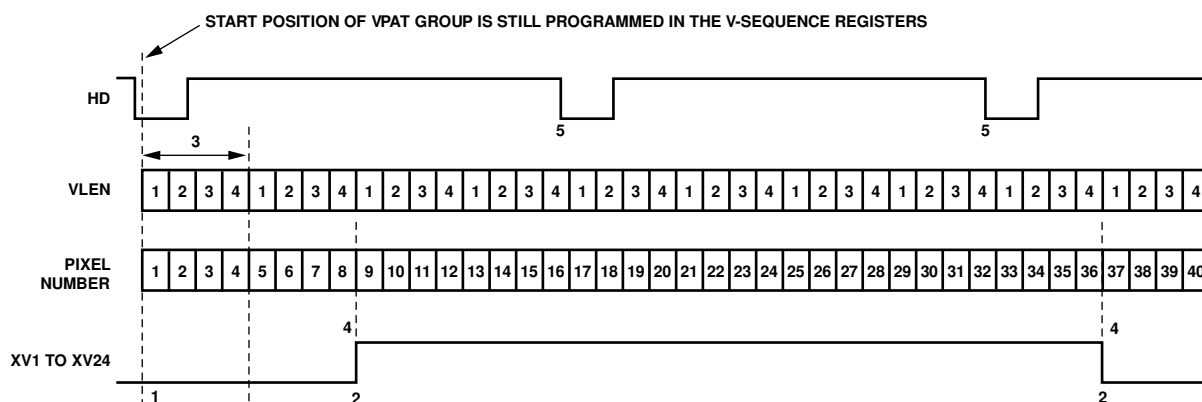 START POSITION OF VPAT GROUP IS STILL PROGRAMMED IN THE V-SEQUENCE REGISTERS
HD
5 5
3
VLEN 1 2 3 4 1 2 3 4 1 2 3 4 1 2 3 4 1 2 3 4 1 2 3 4 1 2 3 4 1 2 3 4 1 2 3 4 1 2 3 4
PIXEL
NUMBER
1 2 3 4 5 6 7 8 9 10 11 12 13 14 15 16 17 18 19 20 21 22 23 24 25 26 27 28 29 30 31 32 33 34 35 36 37 38 39 40
4 4
XV1 TO XV24
1 2 2